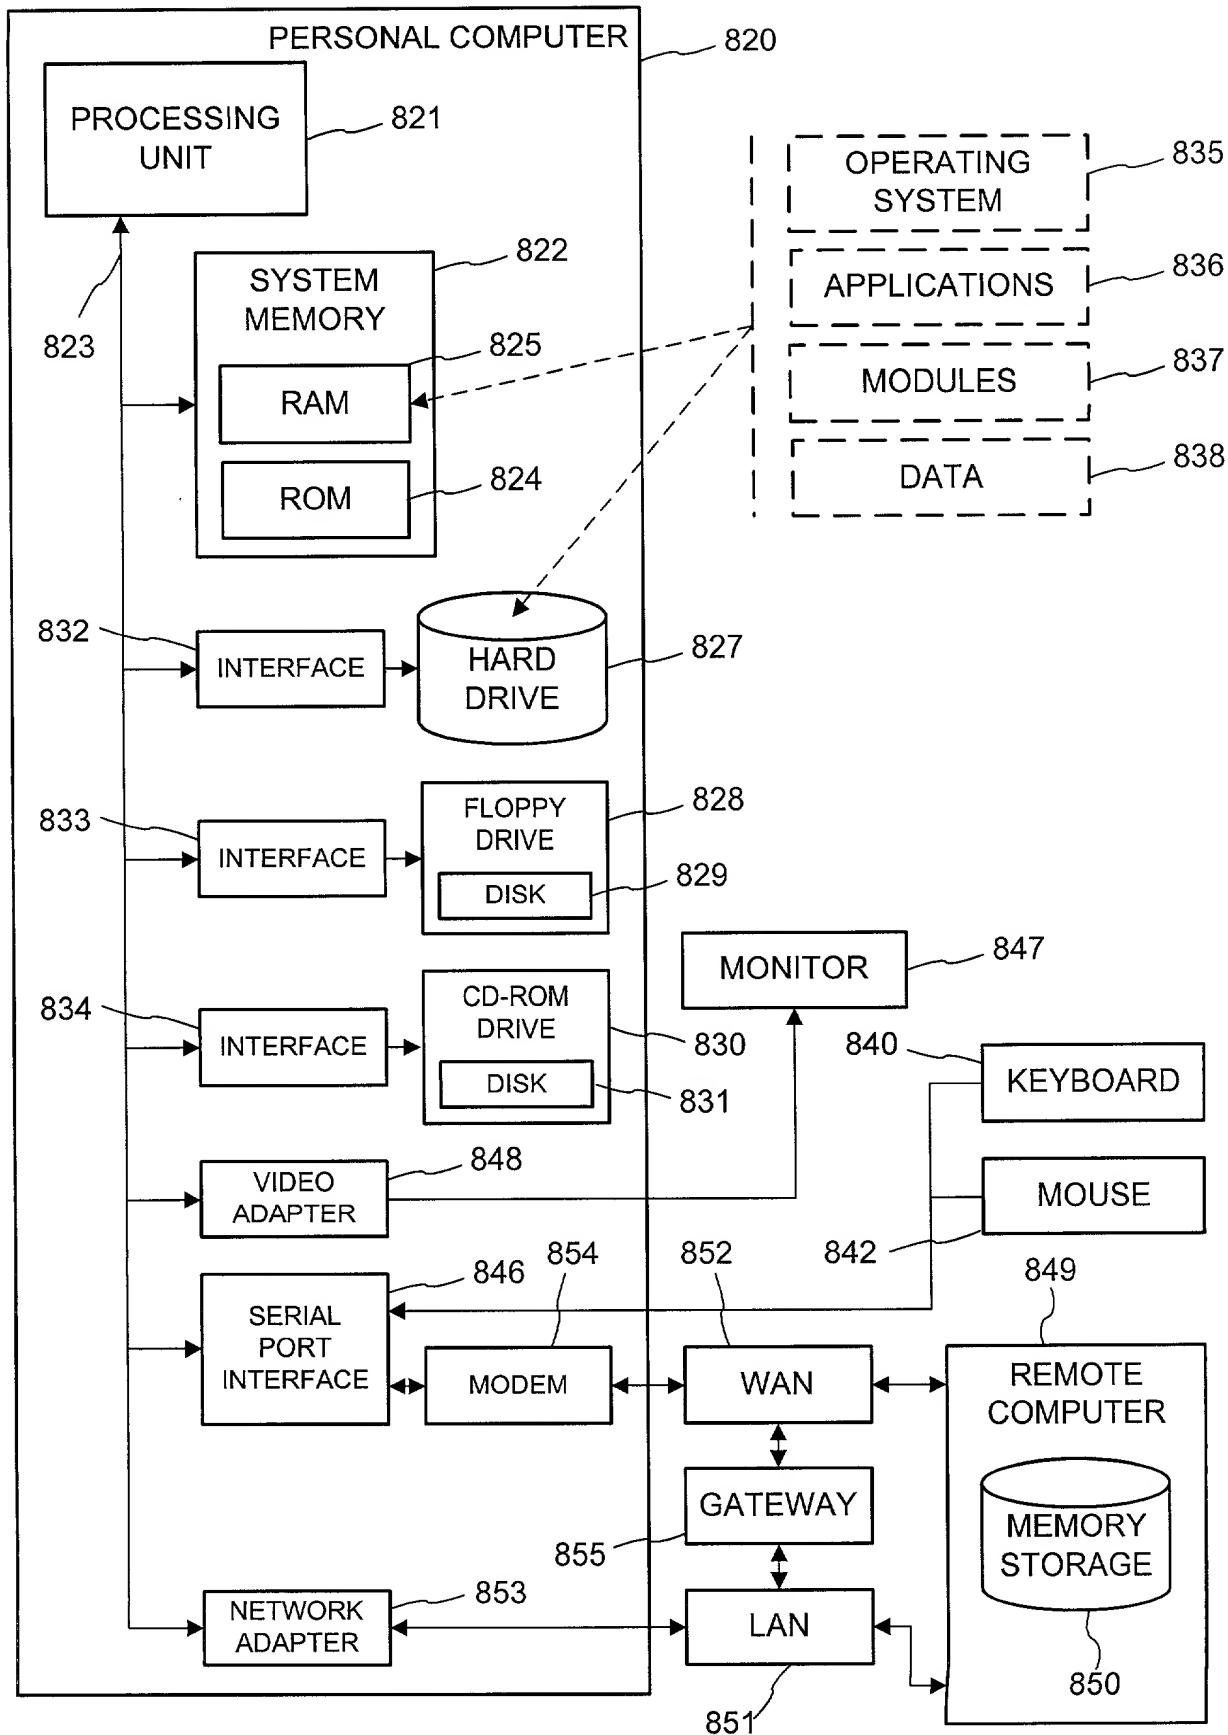 PERSONAL COMPUTER
820
PROCESSING
UNIT
821
823
SYSTEM
MEMORY
822
RAM
825
ROM
824
OPERATING
SYSTEM
835
APPLICATIONS
836
MODULES
837
DATA
838
832
INTERFACE
HARD
DRIVE
827
833
INTERFACE
FLOPPY
DRIVE
828
DISK
829
834
INTERFACE
CD-ROM
DRIVE
830
DISK
831
MONITOR
847
840
KEYBOARD
MOUSE
842
VIDEO
ADAPTER
848
SERIAL
PORT
INTERFACE
846
854
MODEM
852
WAN
849
REMOTE
COMPUTER
MEMORY
STORAGE
850
GATEWAY
855
NETWORK
ADAPTER
853
LAN
851